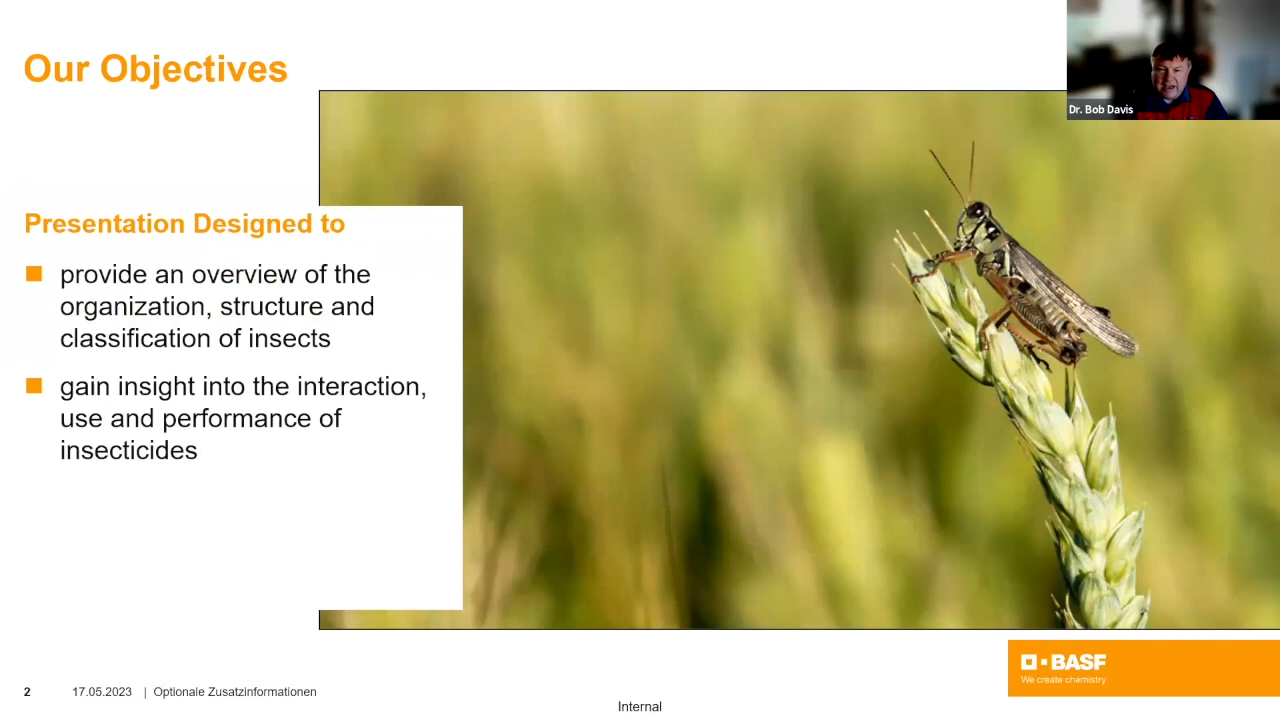 Our Objectives
Dr. Bob Davis
Presentation Designed to
provide an overview of the
organization, structure and
classification of insects
gain insight into the interaction,
use and performance of
insecticides
BASF
We create chemistry
2 17.05.2023 | Optionale Zusatzinformationen
Internal